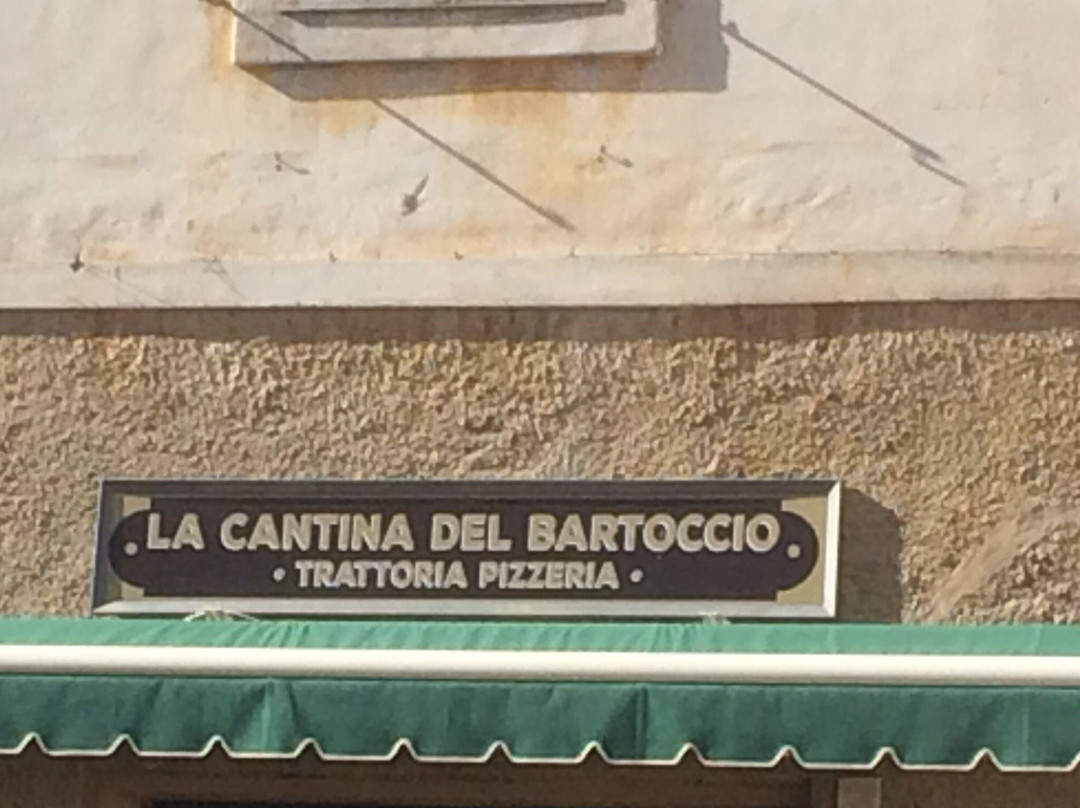 LA CANTINA DEL BARTOCCIO
• TRATTORIA PIZZERIA •